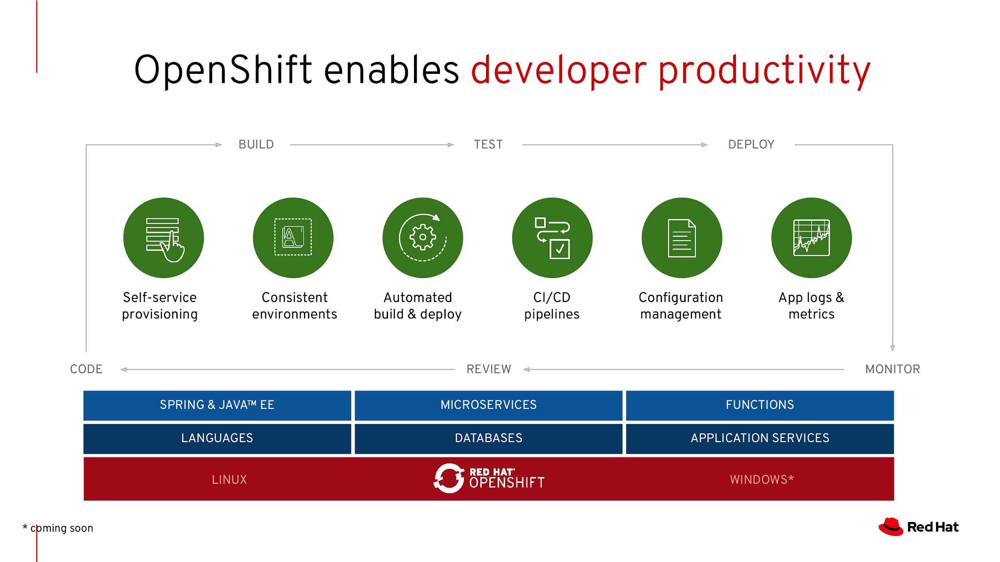 OpenShift enables developer productivity
BUILD
TEST
DEPLOY
Self-service
provisioning
Consistent
environments
Automated
build & deploy
CI/CD
pipelines
Configuration
management
App logs &
metrics
CODE
REVIEW
MONITOR
SPRING & JAVA™ EE
MICROSERVICES
FUNCTIONS
LANGUAGES
DATABASES
APPLICATION SERVICES
LINUX
RED HAT®
OPENSHIFT
WINDOWS*
* coming soon
Red Hat